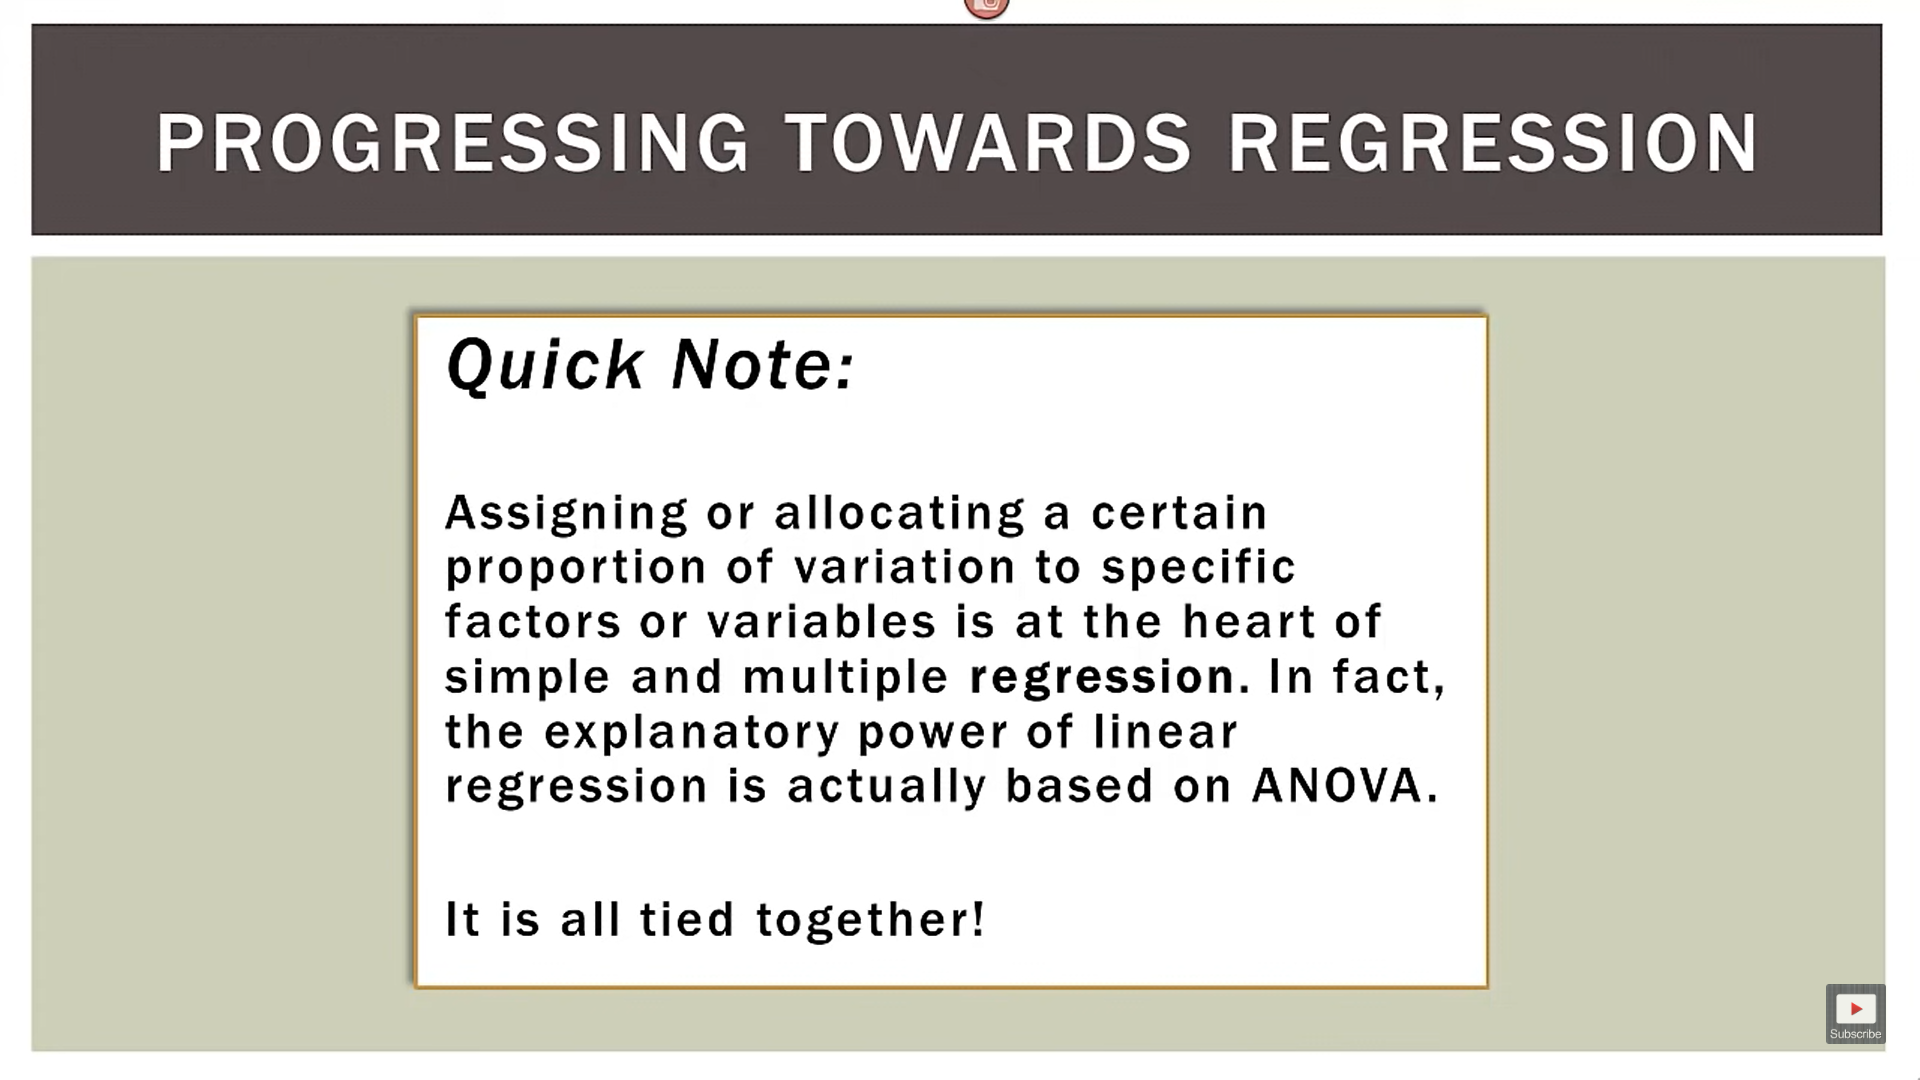 PROGRESSING TOWARDS REGRESSION
Quick Note:
Assigning or allocating a certain
proportion of variation to specific
factors or variables is at the heart of
simple and multiple regression. In fact,
the explanatory power of linear
regression is actually based on ANOVA.
It is all tied together!
Subscribe